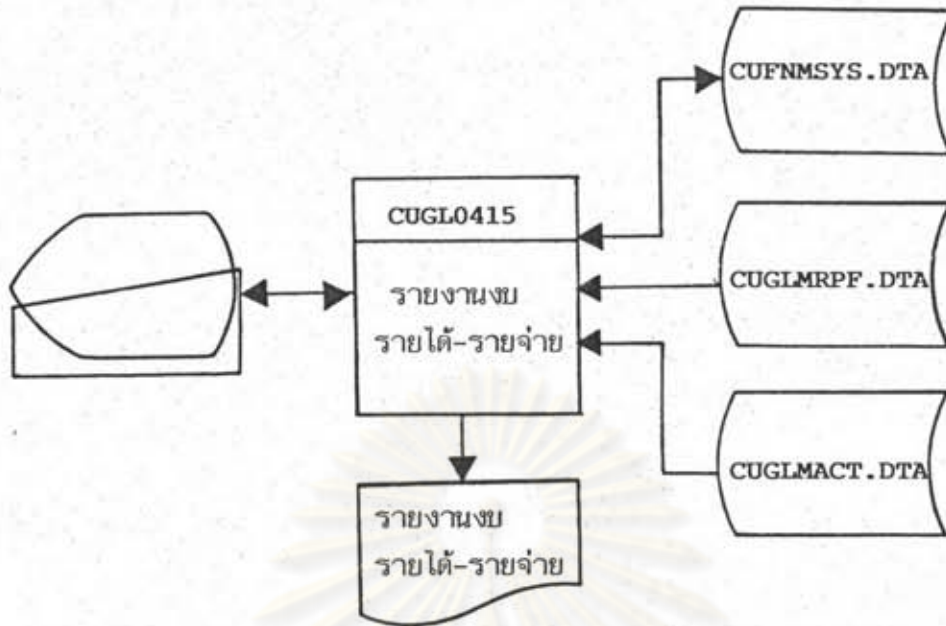 CUFNMSYS.DTA
CUGL0415
รายงานงบ
รายได้-รายจ่าย
CUGLMRPF.DTA
CUGLMACT.DTA
รายงานงบ
รายได้-รายจ่าย